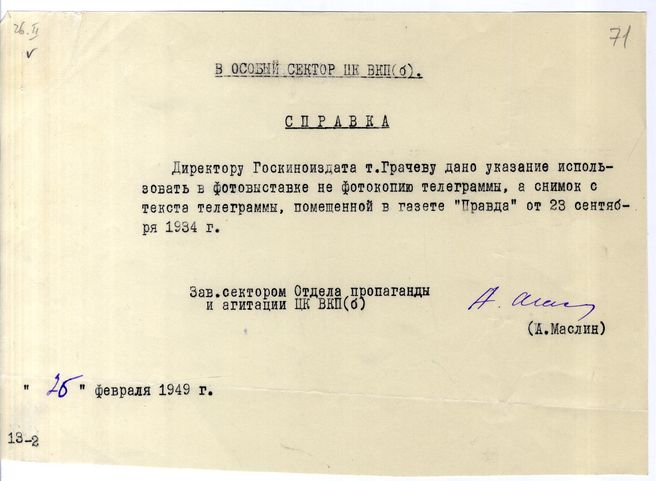 26.II
71
В ОСОБЫЙ СЕКТОР ЦК ВКП(б).
СПРАВКА
Директору Госкиноиздата т.Грачеву дано указание исполь-
зовать в фотовыставке не фотокопию телеграммы, а снимок с
текста телеграммы, помещенной в газете "Правда" от 23 сентяб-
ря 1934 г.
Зав.сектором Отдела пропаганды
и агитации ЦК ВКП(б)
(А.Маслин)
" 26 " февраля 1949 г.
13-2